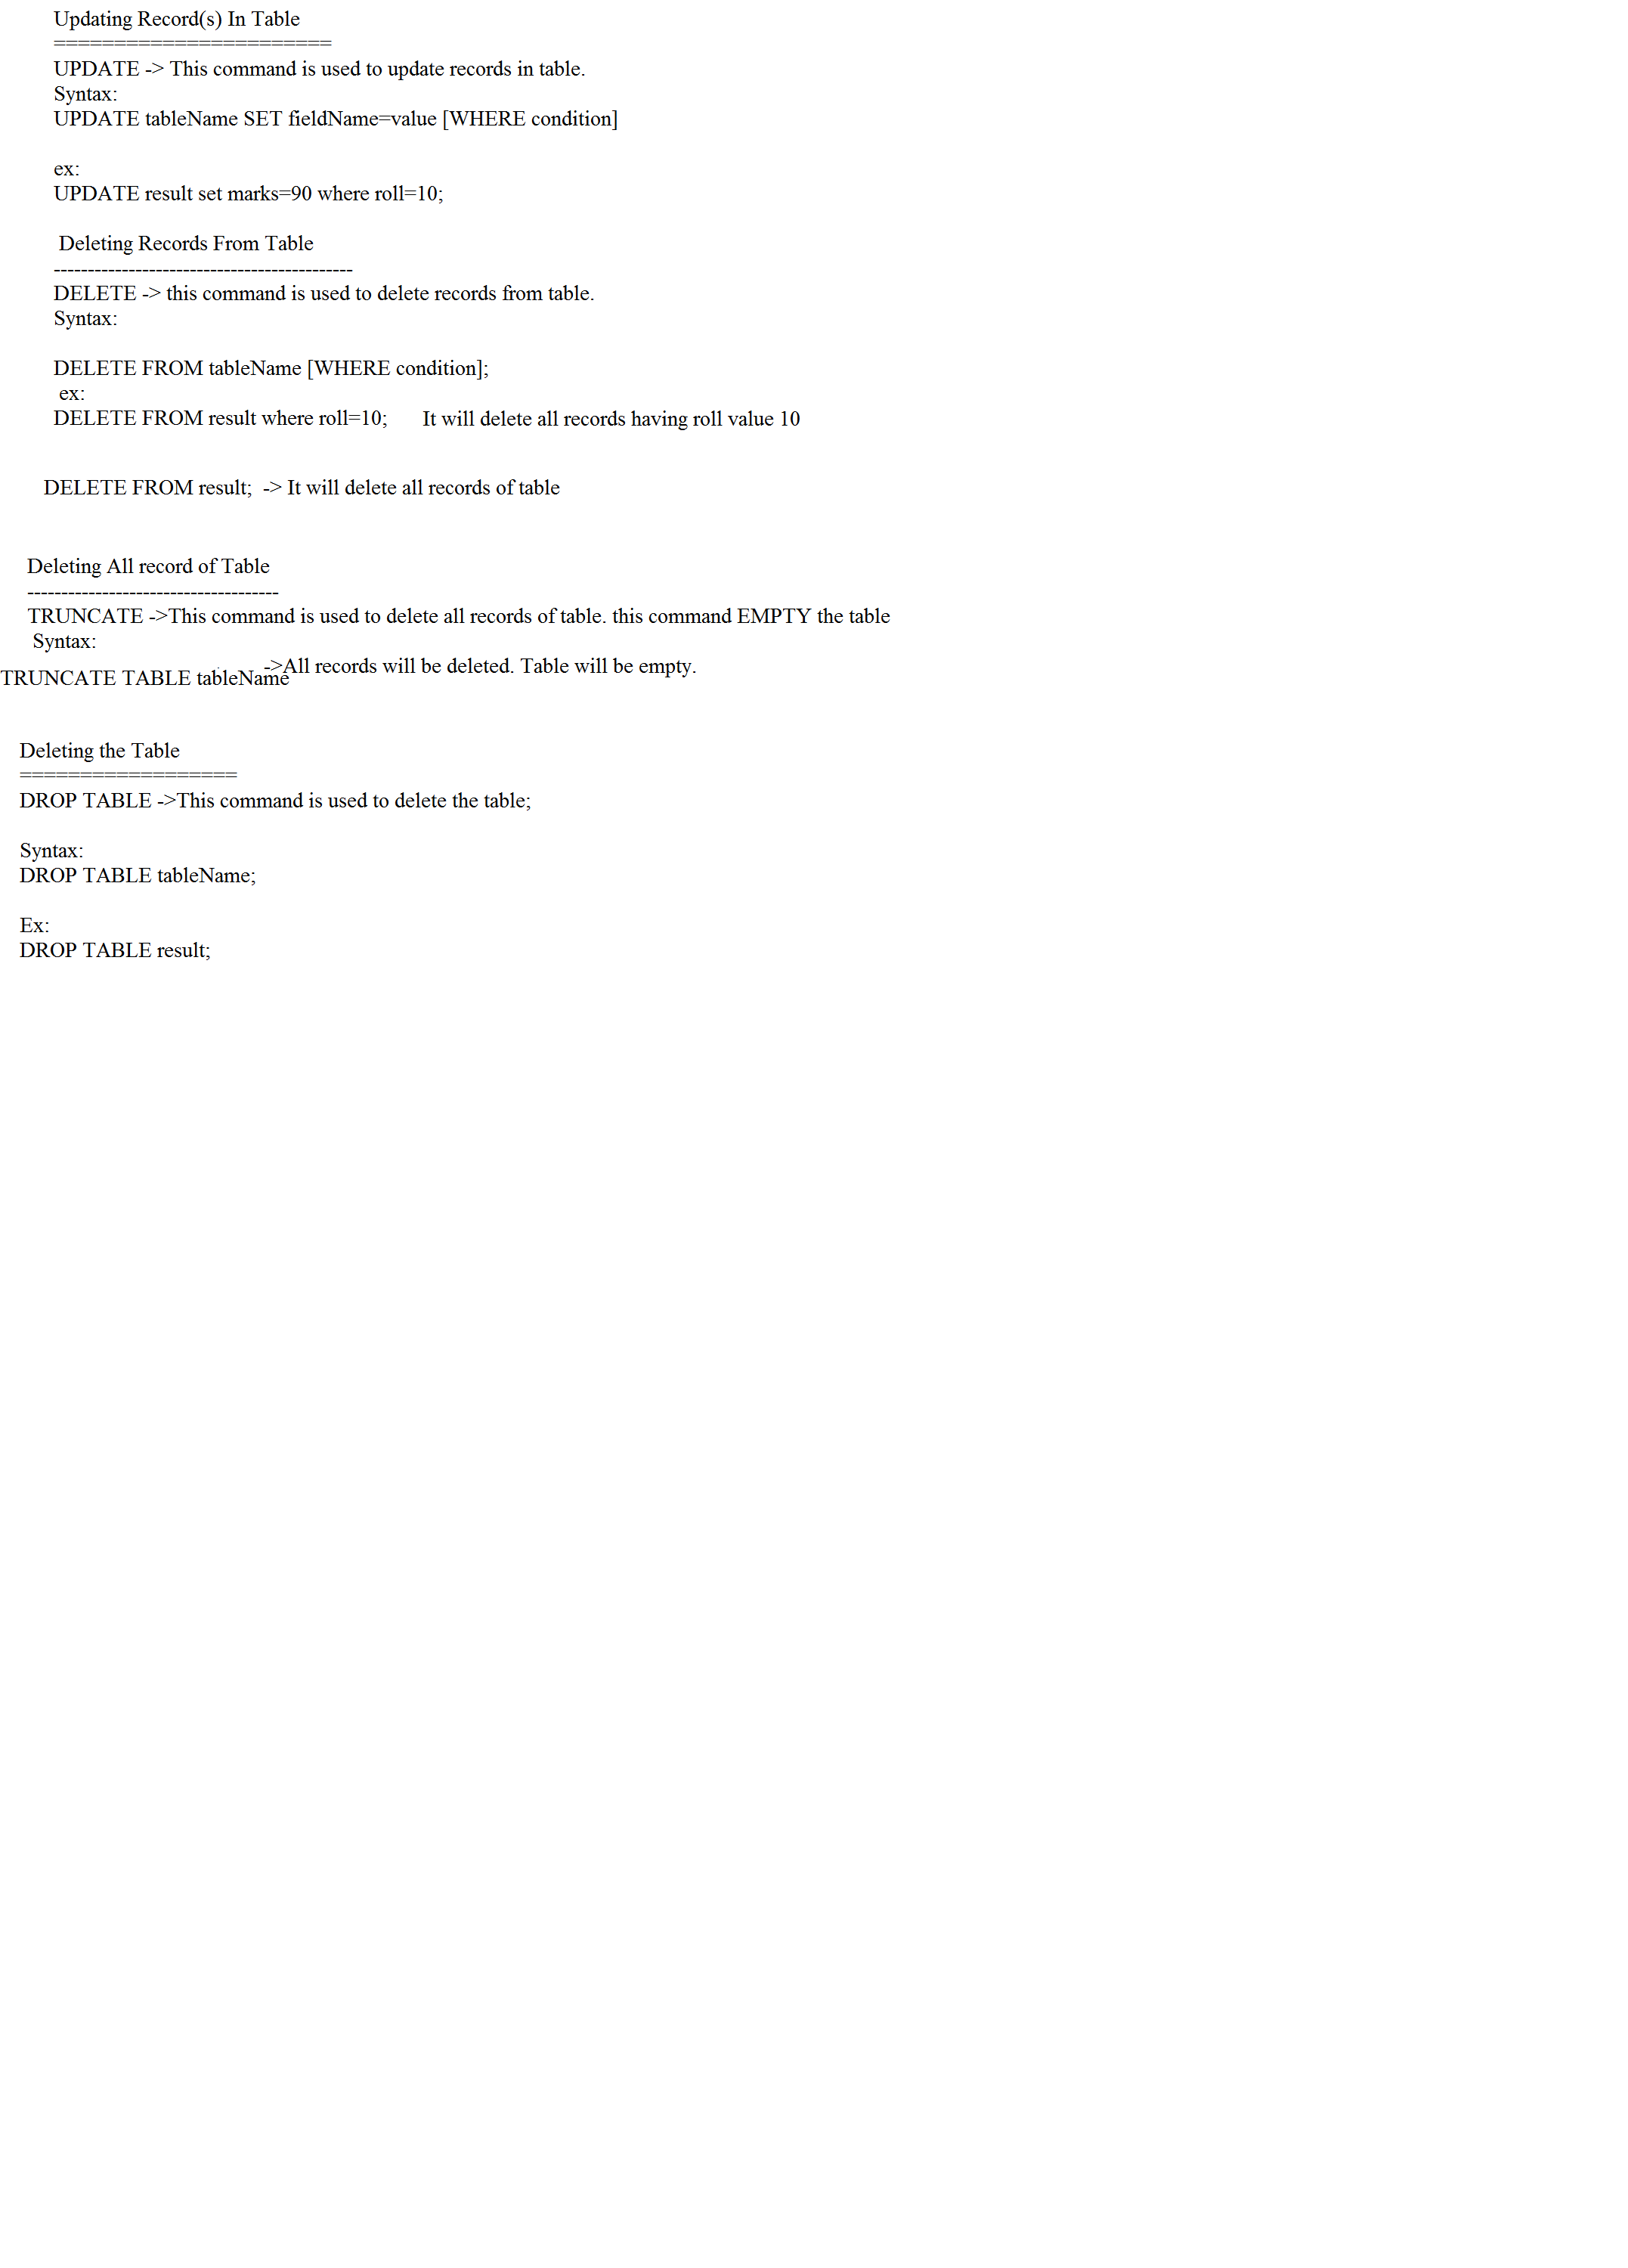 Updating Record(s) In Table
=======================
UPDATE -> This command is used to update records in table.
Syntax:
UPDATE tableName SET fieldName=value [WHERE condition]
ex:
UPDATE result set marks=90 where roll=10;
Deleting Records From Table
--------------------------------------------
DELETE -> this command is used to delete records from table.
Syntax:
DELETE FROM tableName [WHERE condition];
ex:
DELETE FROM result where roll=10; It will delete all records having roll value 10
DELETE FROM result; -> It will delete all records of table
Deleting All record of Table
-------------------------------------
TRUNCATE ->This command is used to delete all records of table. this command EMPTY the table
Syntax:
TRUNCATE TABLE tableName ->All records will be deleted. Table will be empty.
Deleting the Table
==================
DROP TABLE ->This command is used to delete the table;
Syntax:
DROP TABLE tableName;
Ex:
DROP TABLE result;